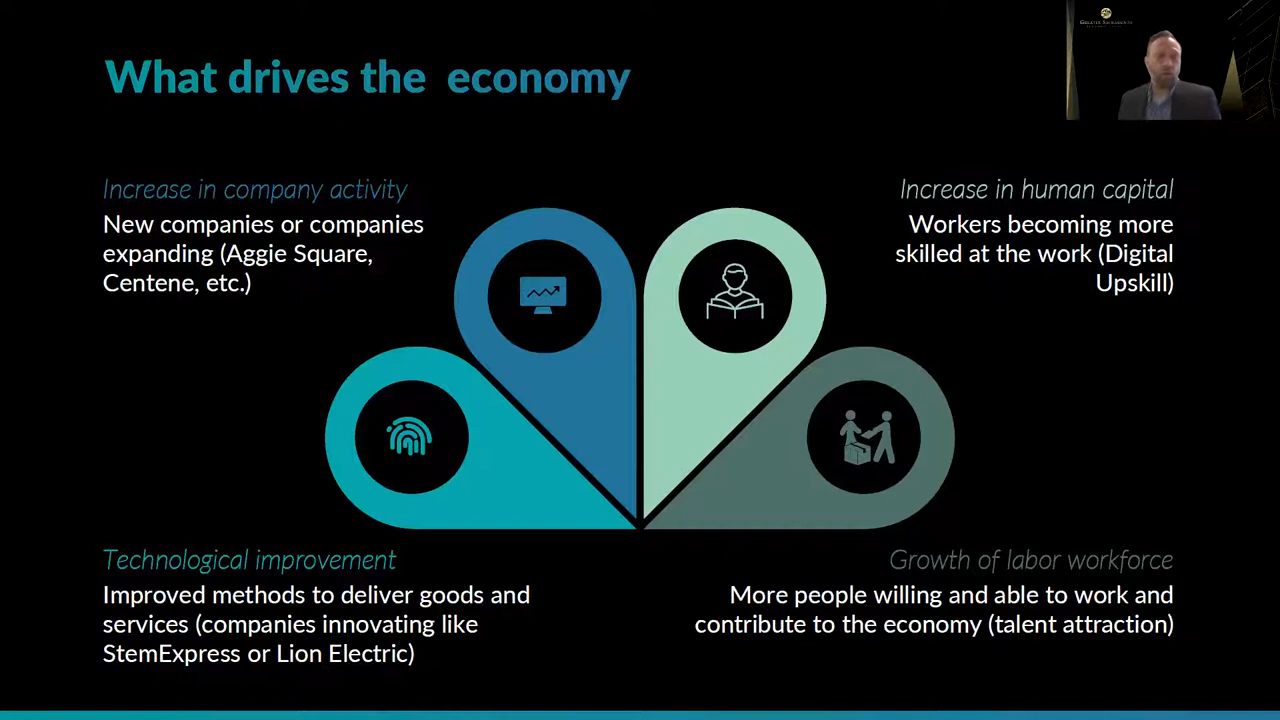 What drives the economy
GREATER SACRAMENTO
Increase in company activity
New companies or companies
expanding (Aggie Square,
Centene, etc.)
Increase in human capital
Workers becoming more
skilled at the work (Digital
Upskill)
Technological improvement
Improved methods to deliver goods and
services (companies innovating like
StemExpress or Lion Electric)
Growth of labor workforce
More people willing and able to work and
contribute to the economy (talent attraction)